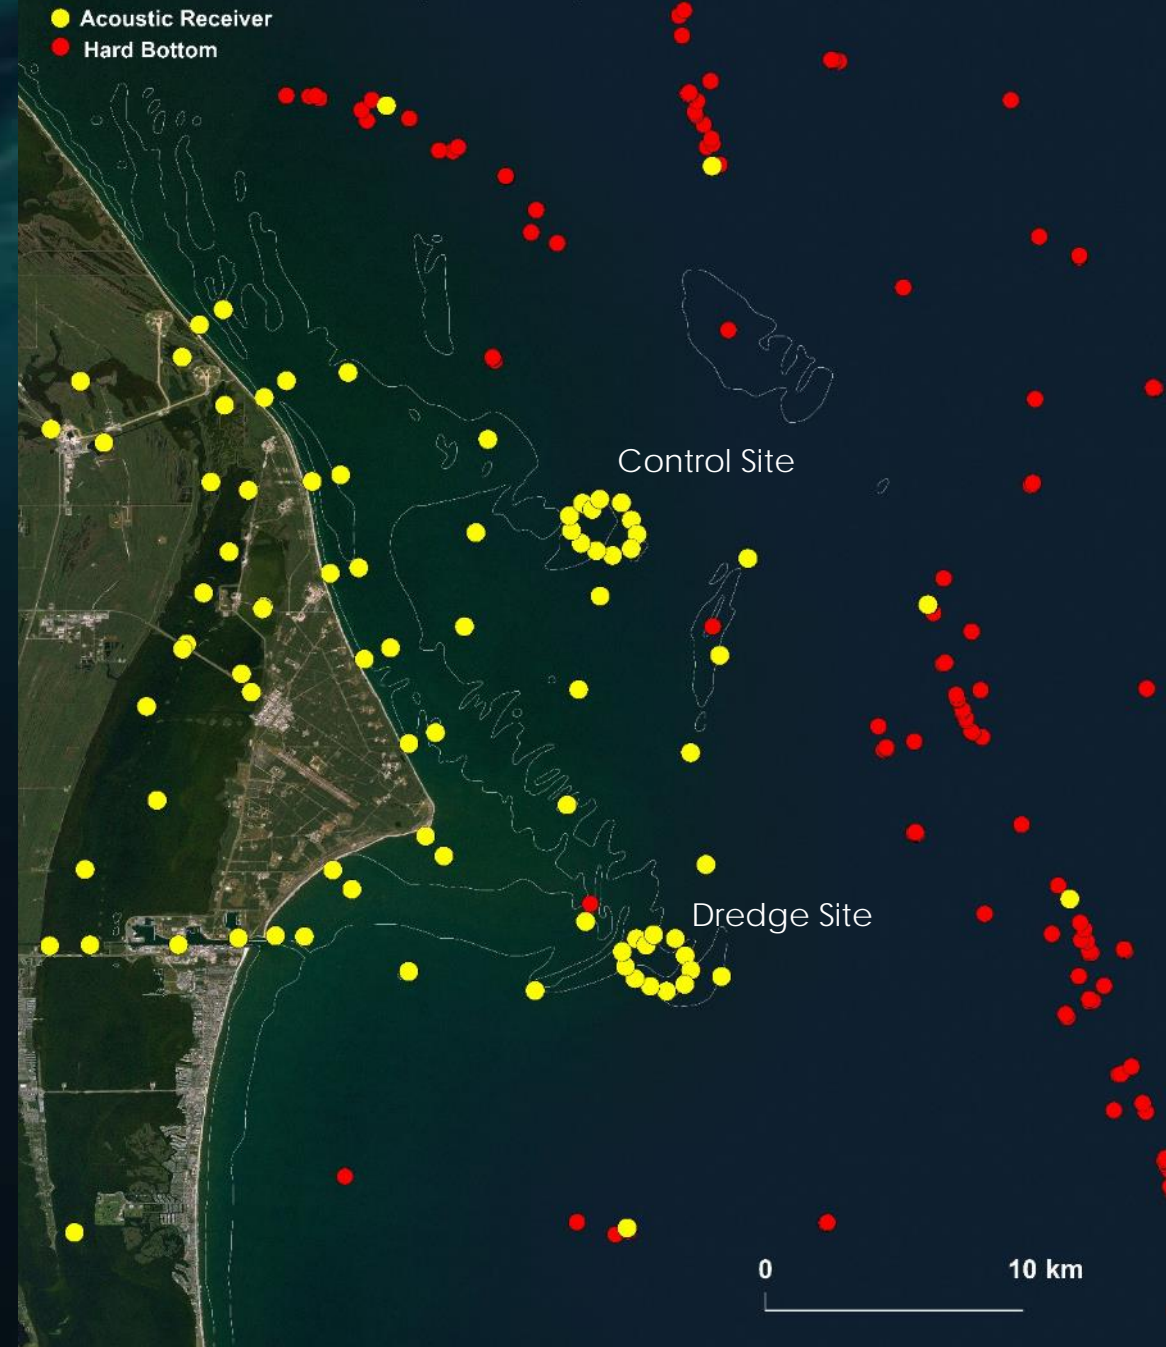 Acoustic Receiver
Hard Bottom
Control Site
Dredge Site
0 10 km